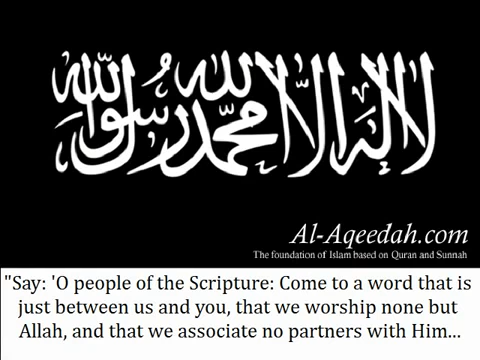 لا إله إلا الله محمد رسول الله
Al-Aqeedah.com
The foundation of Islam based on Quran and Sunnah
"Say: 'O people of the Scripture: Come to a word that is
just between us and you, that we worship none but
Allah, and that we associate no partners with Him...